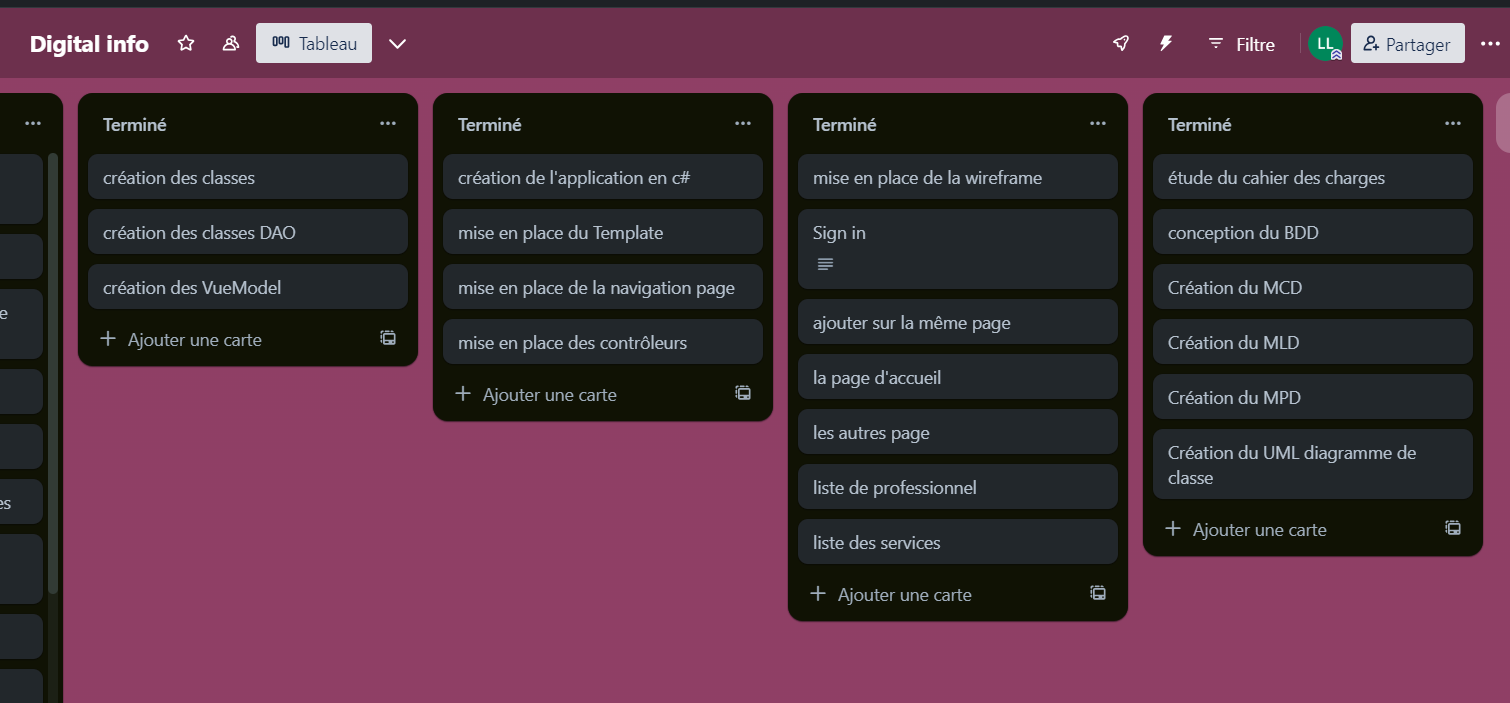 Digital info
Tableau
Filtre
LL
Partager
e
es
Terminé
création des classes
création des classes DAO
création des VueModel
Ajouter une carte
Terminé
création de l'application en c#
mise en place du Template
mise en place de la navigation page
mise en place des contrôleurs
Ajouter une carte
Terminé
mise en place de la wireframe
Sign in
ajouter sur la même page
la page d'accueil
les autres page
liste de professionnel
liste des services
Ajouter une carte
Terminé
étude du cahier des charges
conception du BDD
Création du MCD
Création du MLD
Création du MPD
Création du UML diagramme de
classe
Ajouter une carte